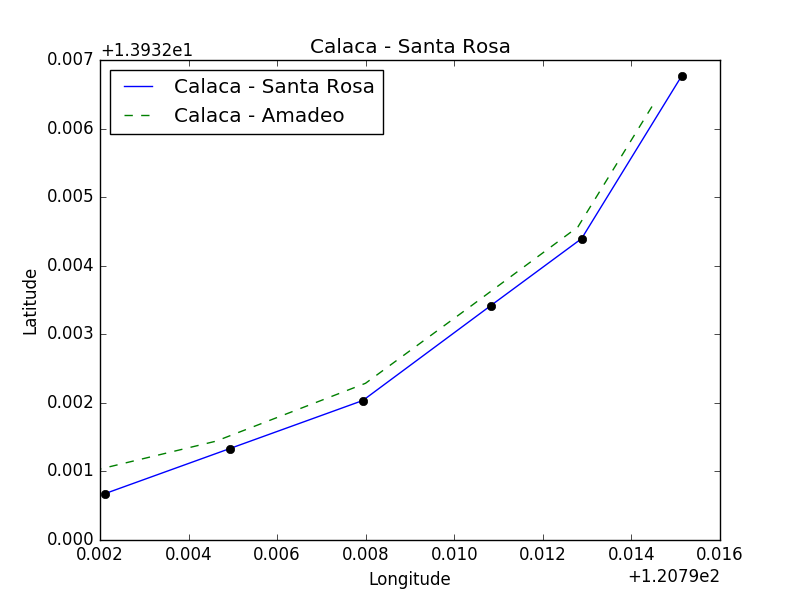 Calaca - Santa Rosa
+1.3932e1
Calaca - Santa Rosa
Calaca - Amadeo
0.007
0.006
0.005
0.004
0.003
0.002
0.001
0.000
Latitude
0.002 0.004 0.006 0.008 0.010 0.012 0.014 0.016
Longitude
+1.2079e2